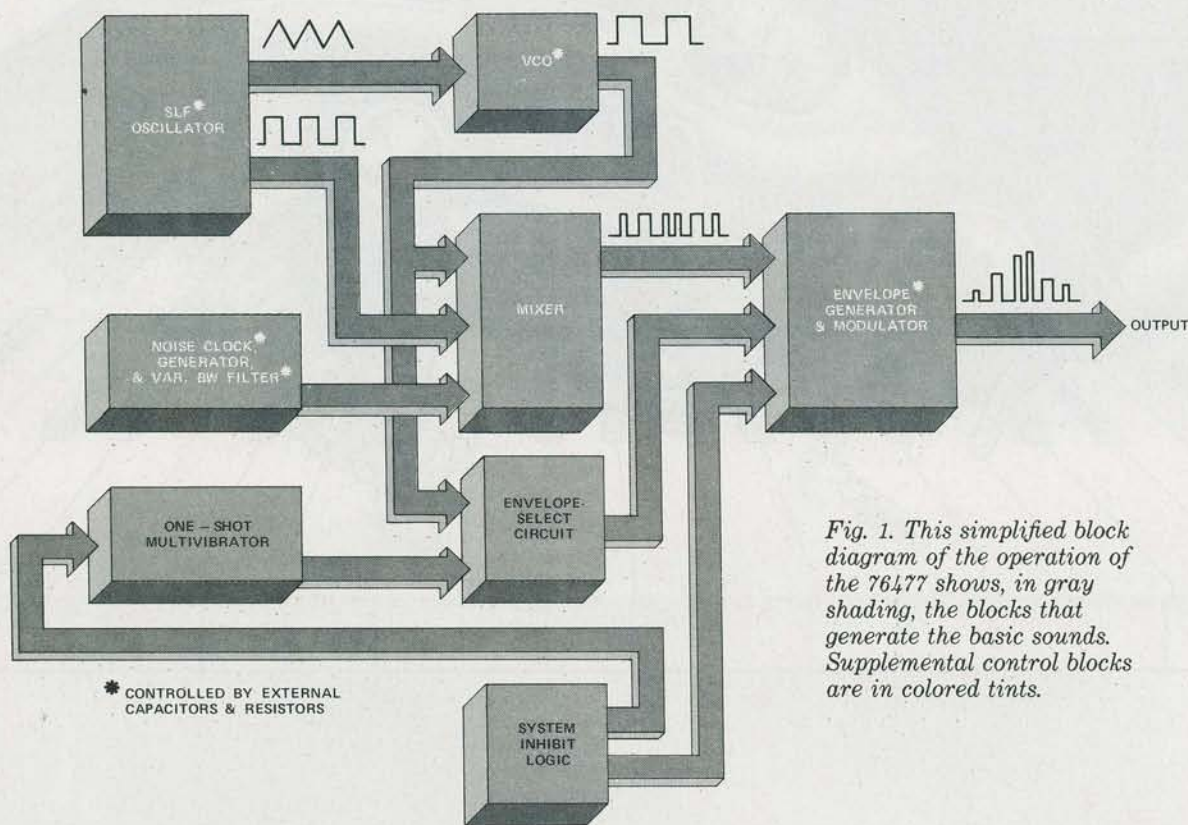 SLF*
OSCILLATOR
VCO*
MIXER
ENVELOPE*
GENERATOR
& MODULATOR
OUTPUT
NOISE CLOCK,*
GENERATOR,
& VAR. BW FILTER*
ONE – SHOT
MULTIVIBRATOR
ENVELOPE-
SELECT
CIRCUIT
* CONTROLLED BY EXTERNAL
CAPACITORS & RESISTORS
SYSTEM
INHIBIT
LOGIC
Fig. 1. This simplified block
diagram of the operation of
the 76477 shows, in gray
shading, the blocks that
generate the basic sounds.
Supplemental control blocks
are in colored tints.